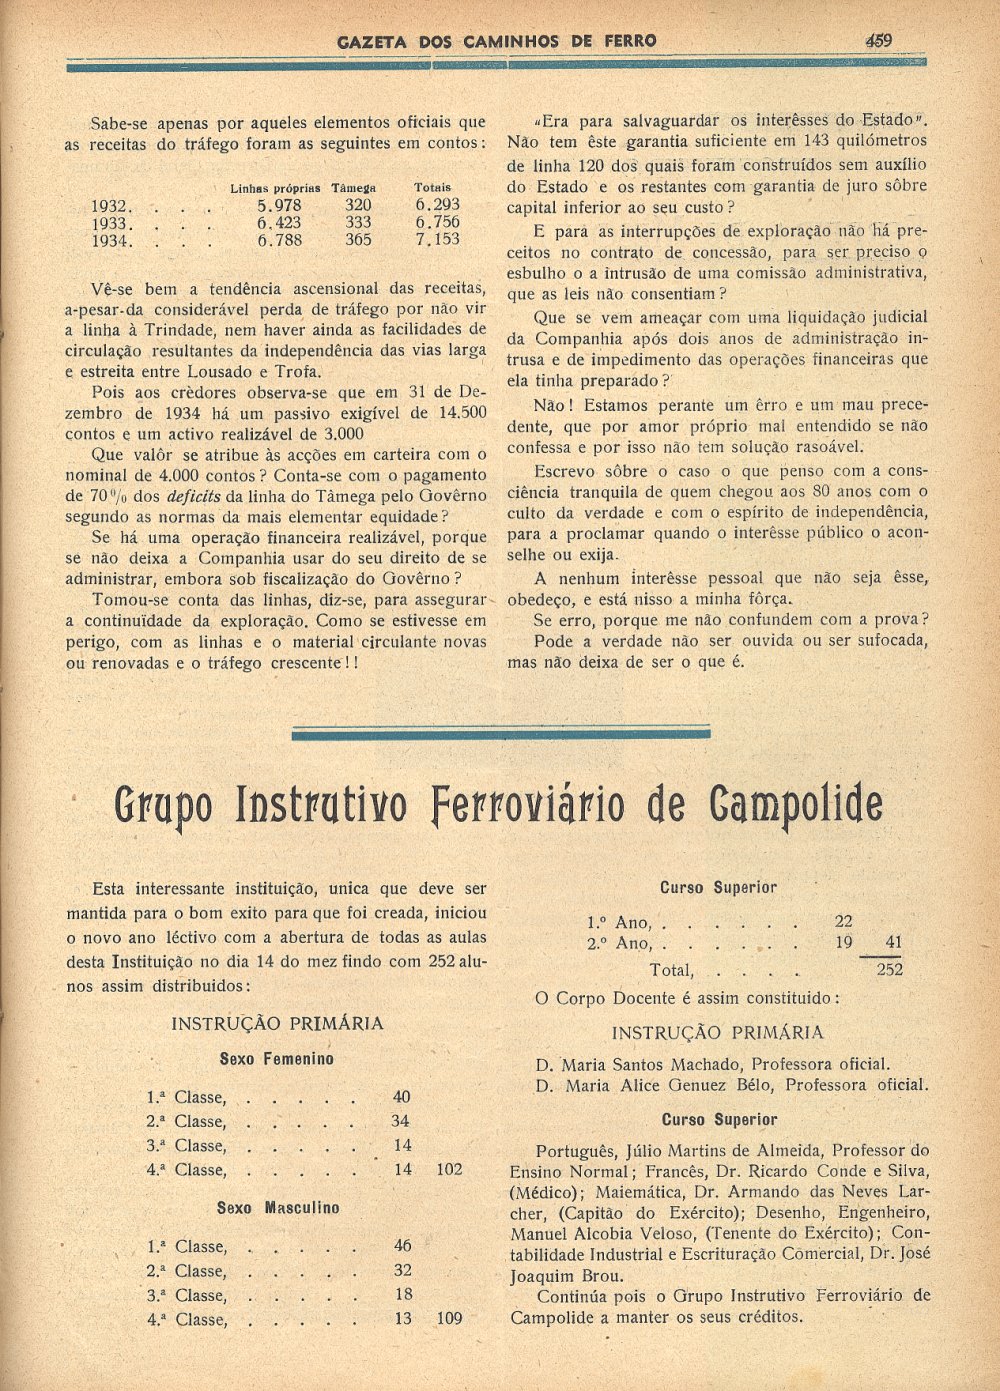 GAZETA DOS CAMINHOS DE FERRO 459
Sabe-se apenas por aqueles elementos oficiais que
as receitas do tráfego foram as seguintes em contos:
Linhas próprias Tâmega Totais
1932. . . . 5.978 320 6.293
1933. . . . 6.423 333 6.756
1934. . . . 6.788 365 7.153
Vê-se bem a tendência ascensional das receitas,
a-pesar-da considerável perda de tráfego por não vir
a linha à Trindade, nem haver ainda as facilidades de
circulação resultantes da independência das vias larga
e estreita entre Lousado e Trofa.
Pois aos crèdores observa-se que em 31 de De-
zembro de 1934 há um passivo exigível de 14.500
contos e um activo realizável de 3.000
Que valôr se atribue às acções em carteira com o
nominal de 4.000 contos? Conta-se com o pagamento
de 70% dos deficits da linha do Tâmega pelo Govêrno
segundo as normas da mais elementar equidade?
Se há uma operação financeira realizável, porque
se não deixa a Companhia usar do seu direito de se
administrar, embora sob fiscalização do Govêrno?
Tomou-se conta das linhas, diz-se, para assegurar
a continuïdade da exploração. Como se estivesse em
perigo, com as linhas e o material circulante novas
ou renovadas e o tráfego crescente!!
«Era para salvaguardar os interêsses do Estado».
Não tem êste garantia suficiente em 143 quilómetros
de linha 120 dos quais foram construídos sem auxílio
do Estado e os restantes com garantia de juro sôbre
capital inferior ao seu custo?
E para as interrupções de exploração não há pre-
ceitos no contrato de concessão, para ser preciso o
esbulho o a intrusão de uma comissão administrativa,
que as leis não consentiam?
Que se vem ameaçar com uma liquidação judicial
da Companhia após dois anos de administração in-
trusa e de impedimento das operações financeiras que
ela tinha preparado?
Não! Estamos perante um êrro e um mau prece-
dente, que por amor próprio mal entendido se não
confessa e por isso não tem solução rasoável.
Escrevo sôbre o caso o que penso com a cons-
ciência tranquila de quem chegou aos 80 anos com o
culto da verdade e com o espírito de independência,
para a proclamar quando o interêsse público o acon-
selhe ou exija.
A nenhum interêsse pessoal que não seja êsse,
obedeço, e está nisso a minha fôrça.
Se erro, porque me não confundem com a prova?
Pode a verdade não ser ouvida ou ser sufocada,
mas não deixa de ser o que é.
Grupo Instrutivo Ferroviário de Campolide
Esta interessante instituição, unica que deve ser
mantida para o bom exito para que foi creada, iniciou
o novo ano léctivo com a abertura de todas as aulas
desta Instituição no dia 14 do mez findo com 252 alu-
nos assim distribuidos:
INSTRUÇÃO PRIMÁRIA
Sexo Femenino
1.ª Classe, . . . . . 40
2.ª Classe, . . . . . 34
3.ª Classe, . . . . . 14
4.ª Classe, . . . . . 14 102
Sexo Masculino
1.ª Classe, . . . . . 46
2.ª Classe, . . . . . 32
3.ª Classe, . . . . . 18
4.ª Classe, . . . . . 13 109
Curso Superior
1.º Ano, . . . . . . 22
2.º Ano, . . . . . . 19 41
Total, . . . . 252
O Corpo Docente é assim constituido:
INSTRUÇÃO PRIMÁRIA
D. Maria Santos Machado, Professora oficial.
D. Maria Alice Genuez Bélo, Professora oficial.
Curso Superior
Português, Júlio Martins de Almeida, Professor do
Ensino Normal; Francês, Dr. Ricardo Conde e Silva,
(Médico); Maiemática, Dr. Armando das Neves Lar-
cher, (Capitão do Exército); Desenho, Engenheiro,
Manuel Alcobia Veloso, (Tenente do Exército); Con-
tabilidade Industrial e Escrituração Comercial, Dr. José
Joaquim Brou.
Continúa pois o Grupo Instrutivo Ferroviário de
Campolide a manter os seus créditos.